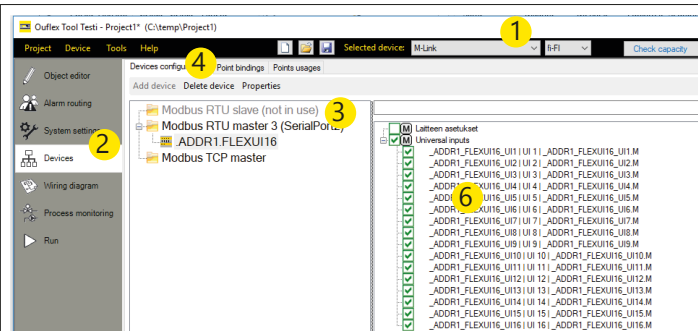 Ouflex Tool Testi - Project1* (C:\temp\Project1)
Project Device Tools Help Selected device: M-Link fi-FI Check capacity
1
Object editor
Alarm routing
System settings
Devices
Wiring diagram
Process monitoring
Run
2
Devices Point bindings Points usages
4
Add device Delete device Properties
Modbus RTU slave (not in use)
3
Modbus RTU master 3
.ADDR1.FLEXUI16
Modbus TCP master
M Laitteen asetukset
M Universal inputs
_ADDR1_FLEXUI16_UI1 | UI 1 | _ADDR1_FLEXUI16_UI1.M
_ADDR1_FLEXUI16_UI2 | UI 2 | _ADDR1_FLEXUI16_UI2.M
_ADDR1_FLEXUI16_UI3 | UI 3 | _ADDR1_FLEXUI16_UI3.M
_ADDR1_FLEXUI16_UI4 | UI 4 | _ADDR1_FLEXUI16_UI4.M
UI5 | UI 5 | _ADDR1_FLEXUI16_UI5.M
6
UI6 | UI 6 | _ADDR1_FLEXUI16_UI6.M
UI7 | UI 7 | _ADDR1_FLEXUI16_UI7.M
_ADDR1_FLEXUI16_UI8 | UI 8 | _ADDR1_FLEXUI16_UI8.M
_ADDR1_FLEXUI16_UI9 | UI 9 | _ADDR1_FLEXUI16_UI9.M
_ADDR1_FLEXUI16_UI10 | UI 10 | _ADDR1_FLEXUI16_UI10.M
_ADDR1_FLEXUI16_UI11 | UI 11 | _ADDR1_FLEXUI16_UI11.M
_ADDR1_FLEXUI16_UI12 | UI 12 | _ADDR1_FLEXUI16_UI12.M
_ADDR1_FLEXUI16_UI13 | UI 13 | _ADDR1_FLEXUI16_UI13.M
_ADDR1_FLEXUI16_UI14 | UI 14 | _ADDR1_FLEXUI16_UI14.M
_ADDR1_FLEXUI16_UI15 | UI 15 | _ADDR1_FLEXUI16_UI15.M
_ADDR1_FLEXUI16_UI16 | UI 16 | _ADDR1_FLEXUI16_UI16.M